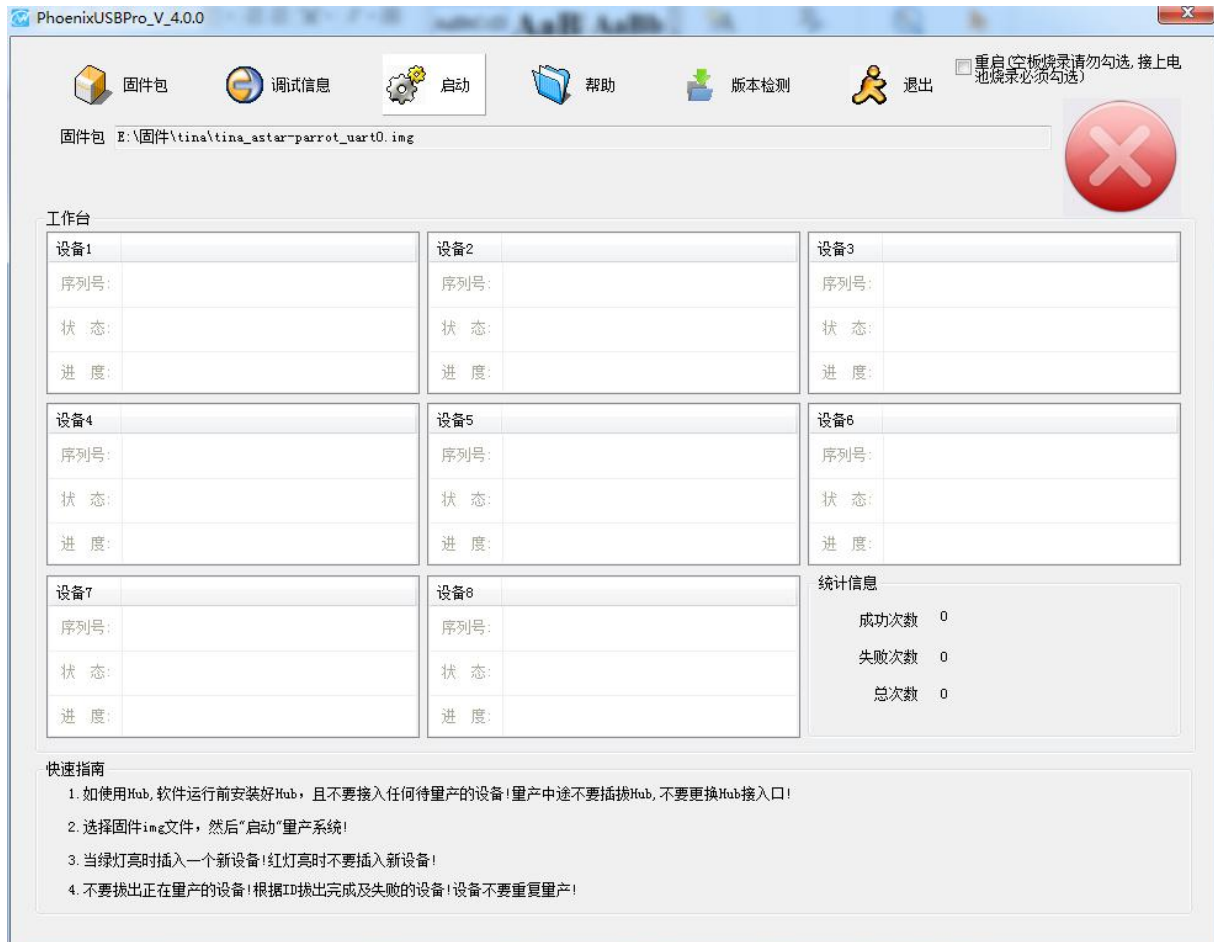 PhoenixUSBPro_V_4.0.0
固件包
调试信息
启动
帮助
版本检测
退出
重启(空板烧录请勿勾选,接上电
池烧录必须勾选)
固件包 E:\固件\tina\tina_astar-parrot_uart0.img
工作台
设备1
序列号:
状 态:
进 度:
设备2
序列号:
状 态:
进 度:
设备3
序列号:
状 态:
进 度:
设备4
序列号:
状 态:
进 度:
设备5
序列号:
状 态:
进 度:
设备6
序列号:
状 态:
进 度:
设备7
序列号:
状 态:
进 度:
设备8
序列号:
状 态:
进 度:
统计信息
成功次数 0
失败次数 0
总次数 0
快速指南
1.如使用Hub,软件运行前安装好Hub，且不要接入任何待量产的设备!量产中途不要插拔Hub,不要更换Hub接入口!
2.选择固件img文件，然后“启动“量产系统!
3.当绿灯亮时插入一个新设备!红灯亮时不要插入新设备!
4.不要拔出正在量产的设备!根据ID拔出完成及失败的设备!设备不要重复量产!